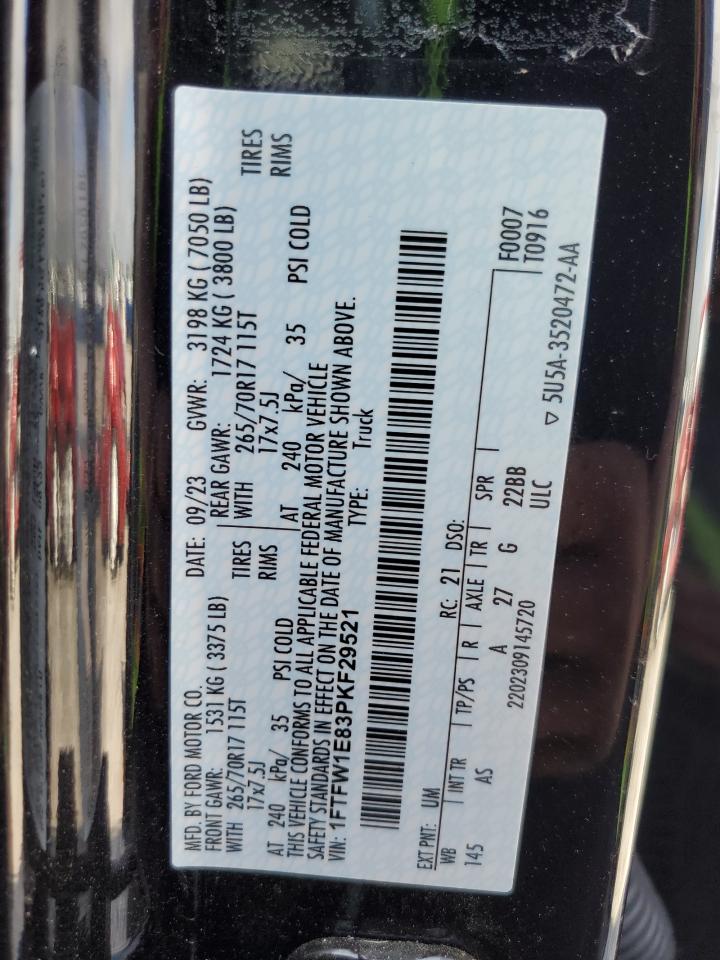 MFD. BY FORD MOTOR CO. DATE: 09/23 GVWR: 3198 KG ( 7050 LB)
FRONT GAWR: 1531 KG ( 3375 LB) REAR GAWR: 1724 KG ( 3800 LB)
WITH 265/70R17 115T TIRES WITH 265/70R17 115T TIRES
17x7.5J RIMS 17x7.5J RIMS
AT 240 kPa/ 35 PSI COLD AT 240 kPa/ 35 PSI COLD
THIS VEHICLE CONFORMS TO ALL APPLICABLE FEDERAL MOTOR VEHICLE
SAFETY STANDARDS IN EFFECT ON THE DATE OF MANUFACTURE SHOWN ABOVE.
VIN: 1FTFW1E83PKF29521 TYPE: Truck
EXT PNT: UM RC: 21 DSO:
WB INT TR TP/PS R AXLE TR SPR F0007
145 AS A 27 G 22BB T0916
2202309145720 ULC
▽ 5U5A-3520472-AA